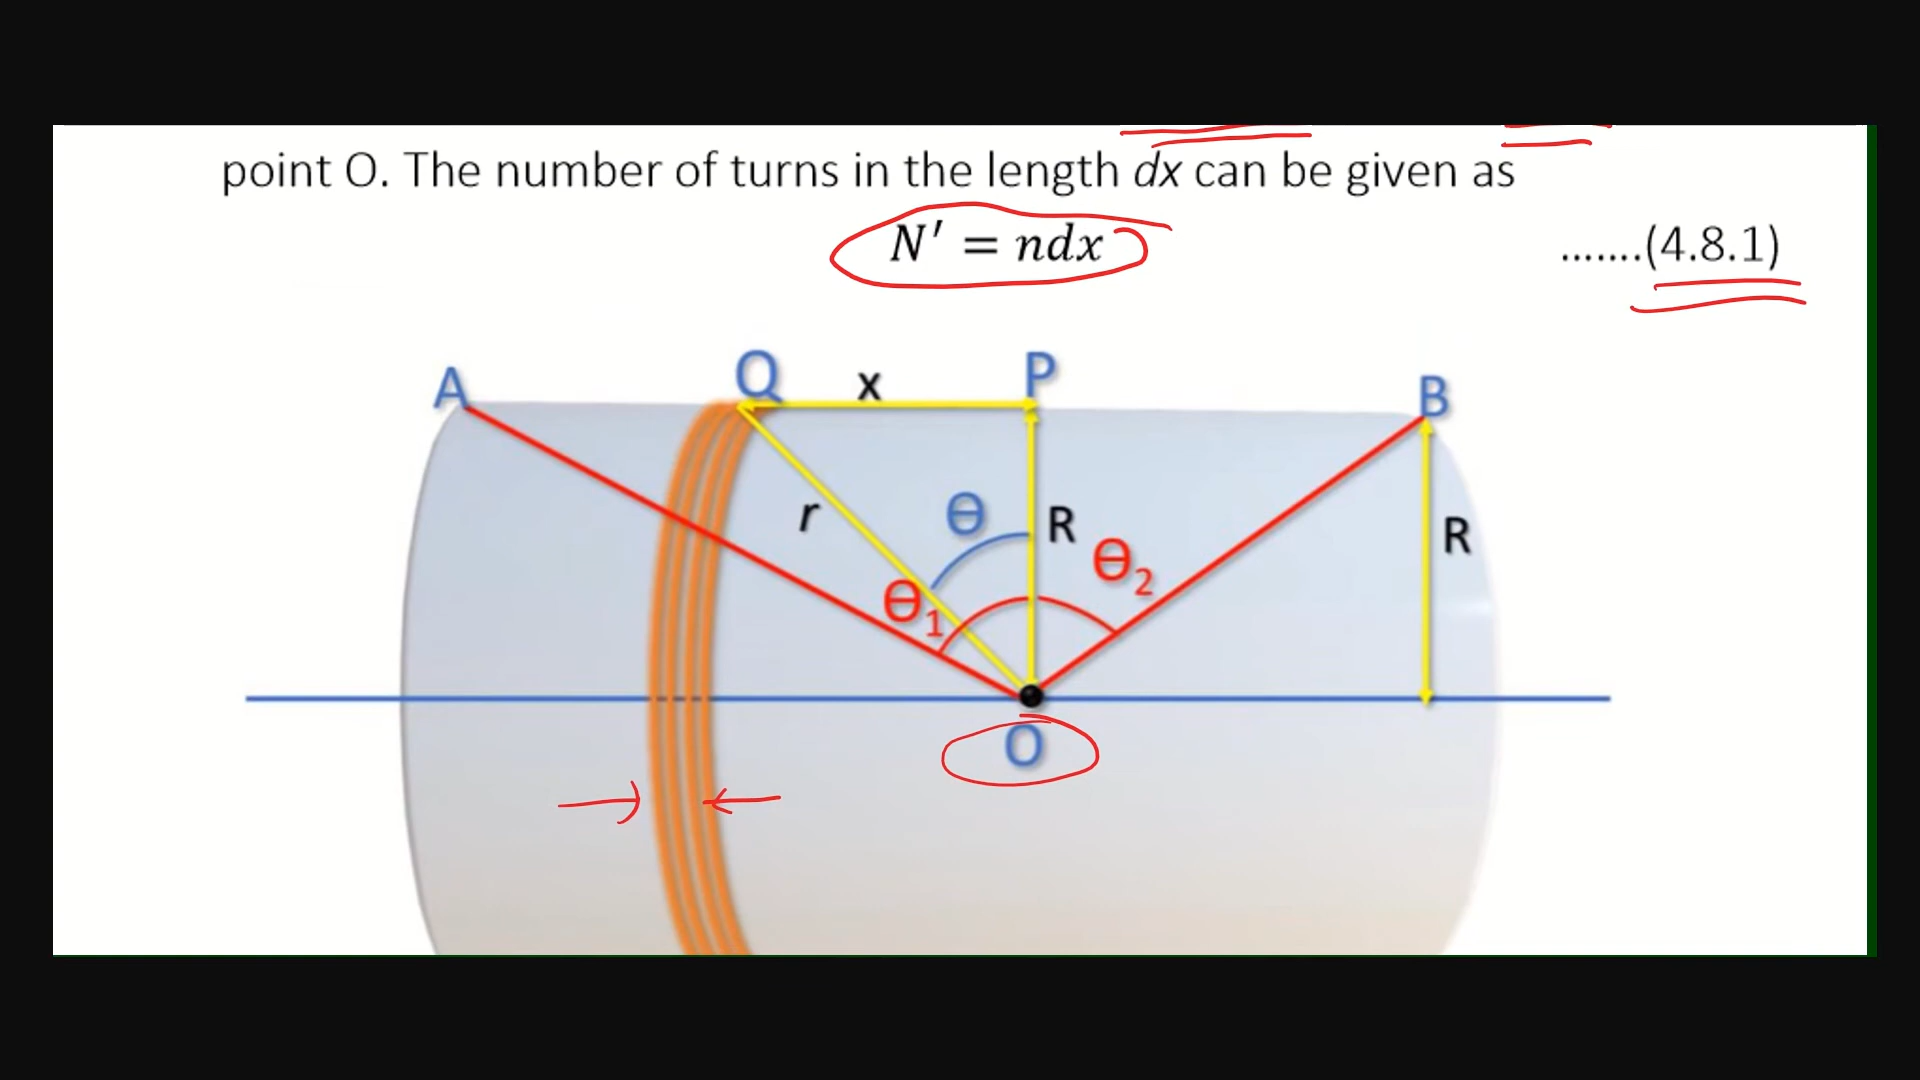 point O. The number of turns in the length dx can be given as
N′ = ndx .......(4.8.1)
A Q x P B
r Θ R Θ₂ R
Θ₁
O